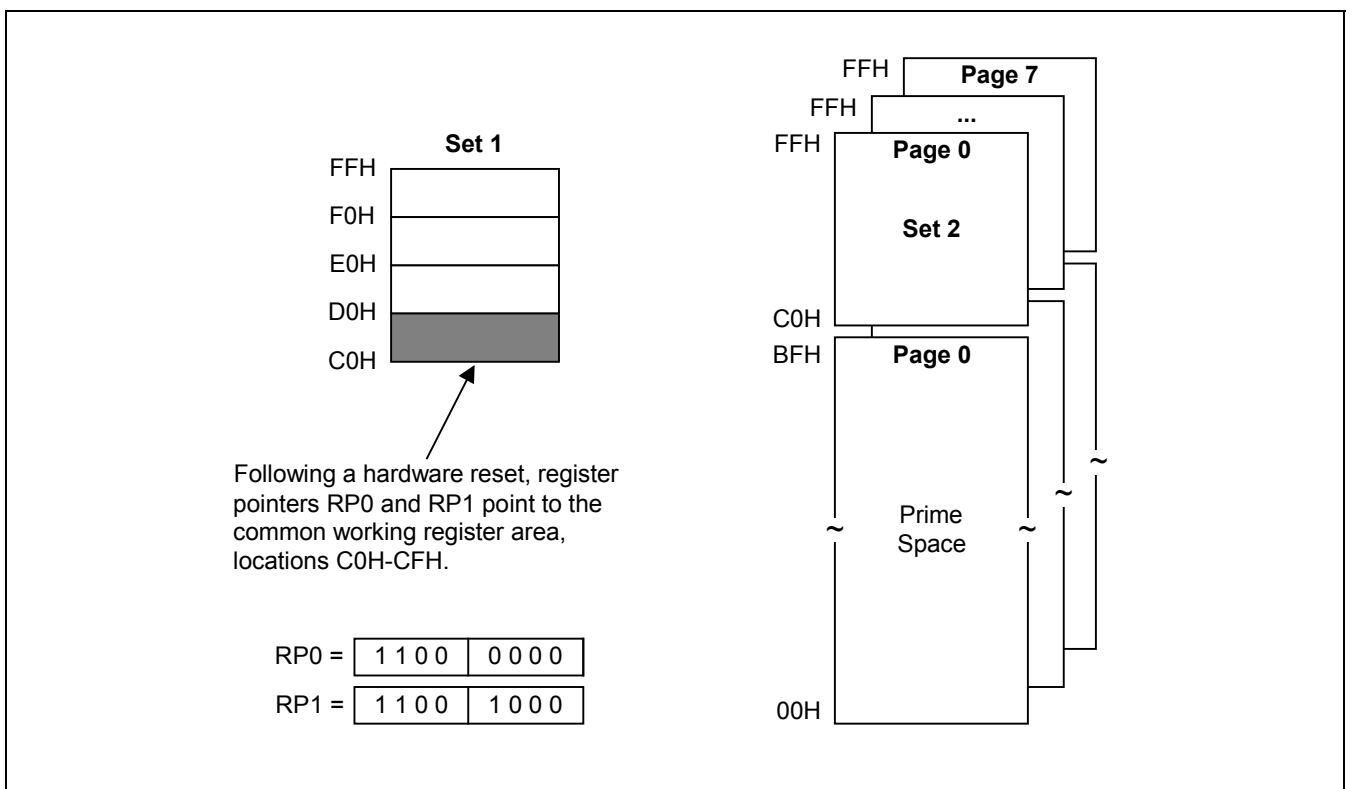 Set 1
FFH
F0H
E0H
D0H
C0H
Following a hardware reset, register
pointers RP0 and RP1 point to the
common working register area,
locations C0H-CFH.
RP0 = 1 1 0 0 0 0 0 0
RP1 = 1 1 0 0 1 0 0 0
FFH Page 7
FFH ...
FFH Page 0
Set 2
C0H
BFH Page 0
~ Prime ~ ~ ~
Space
00H